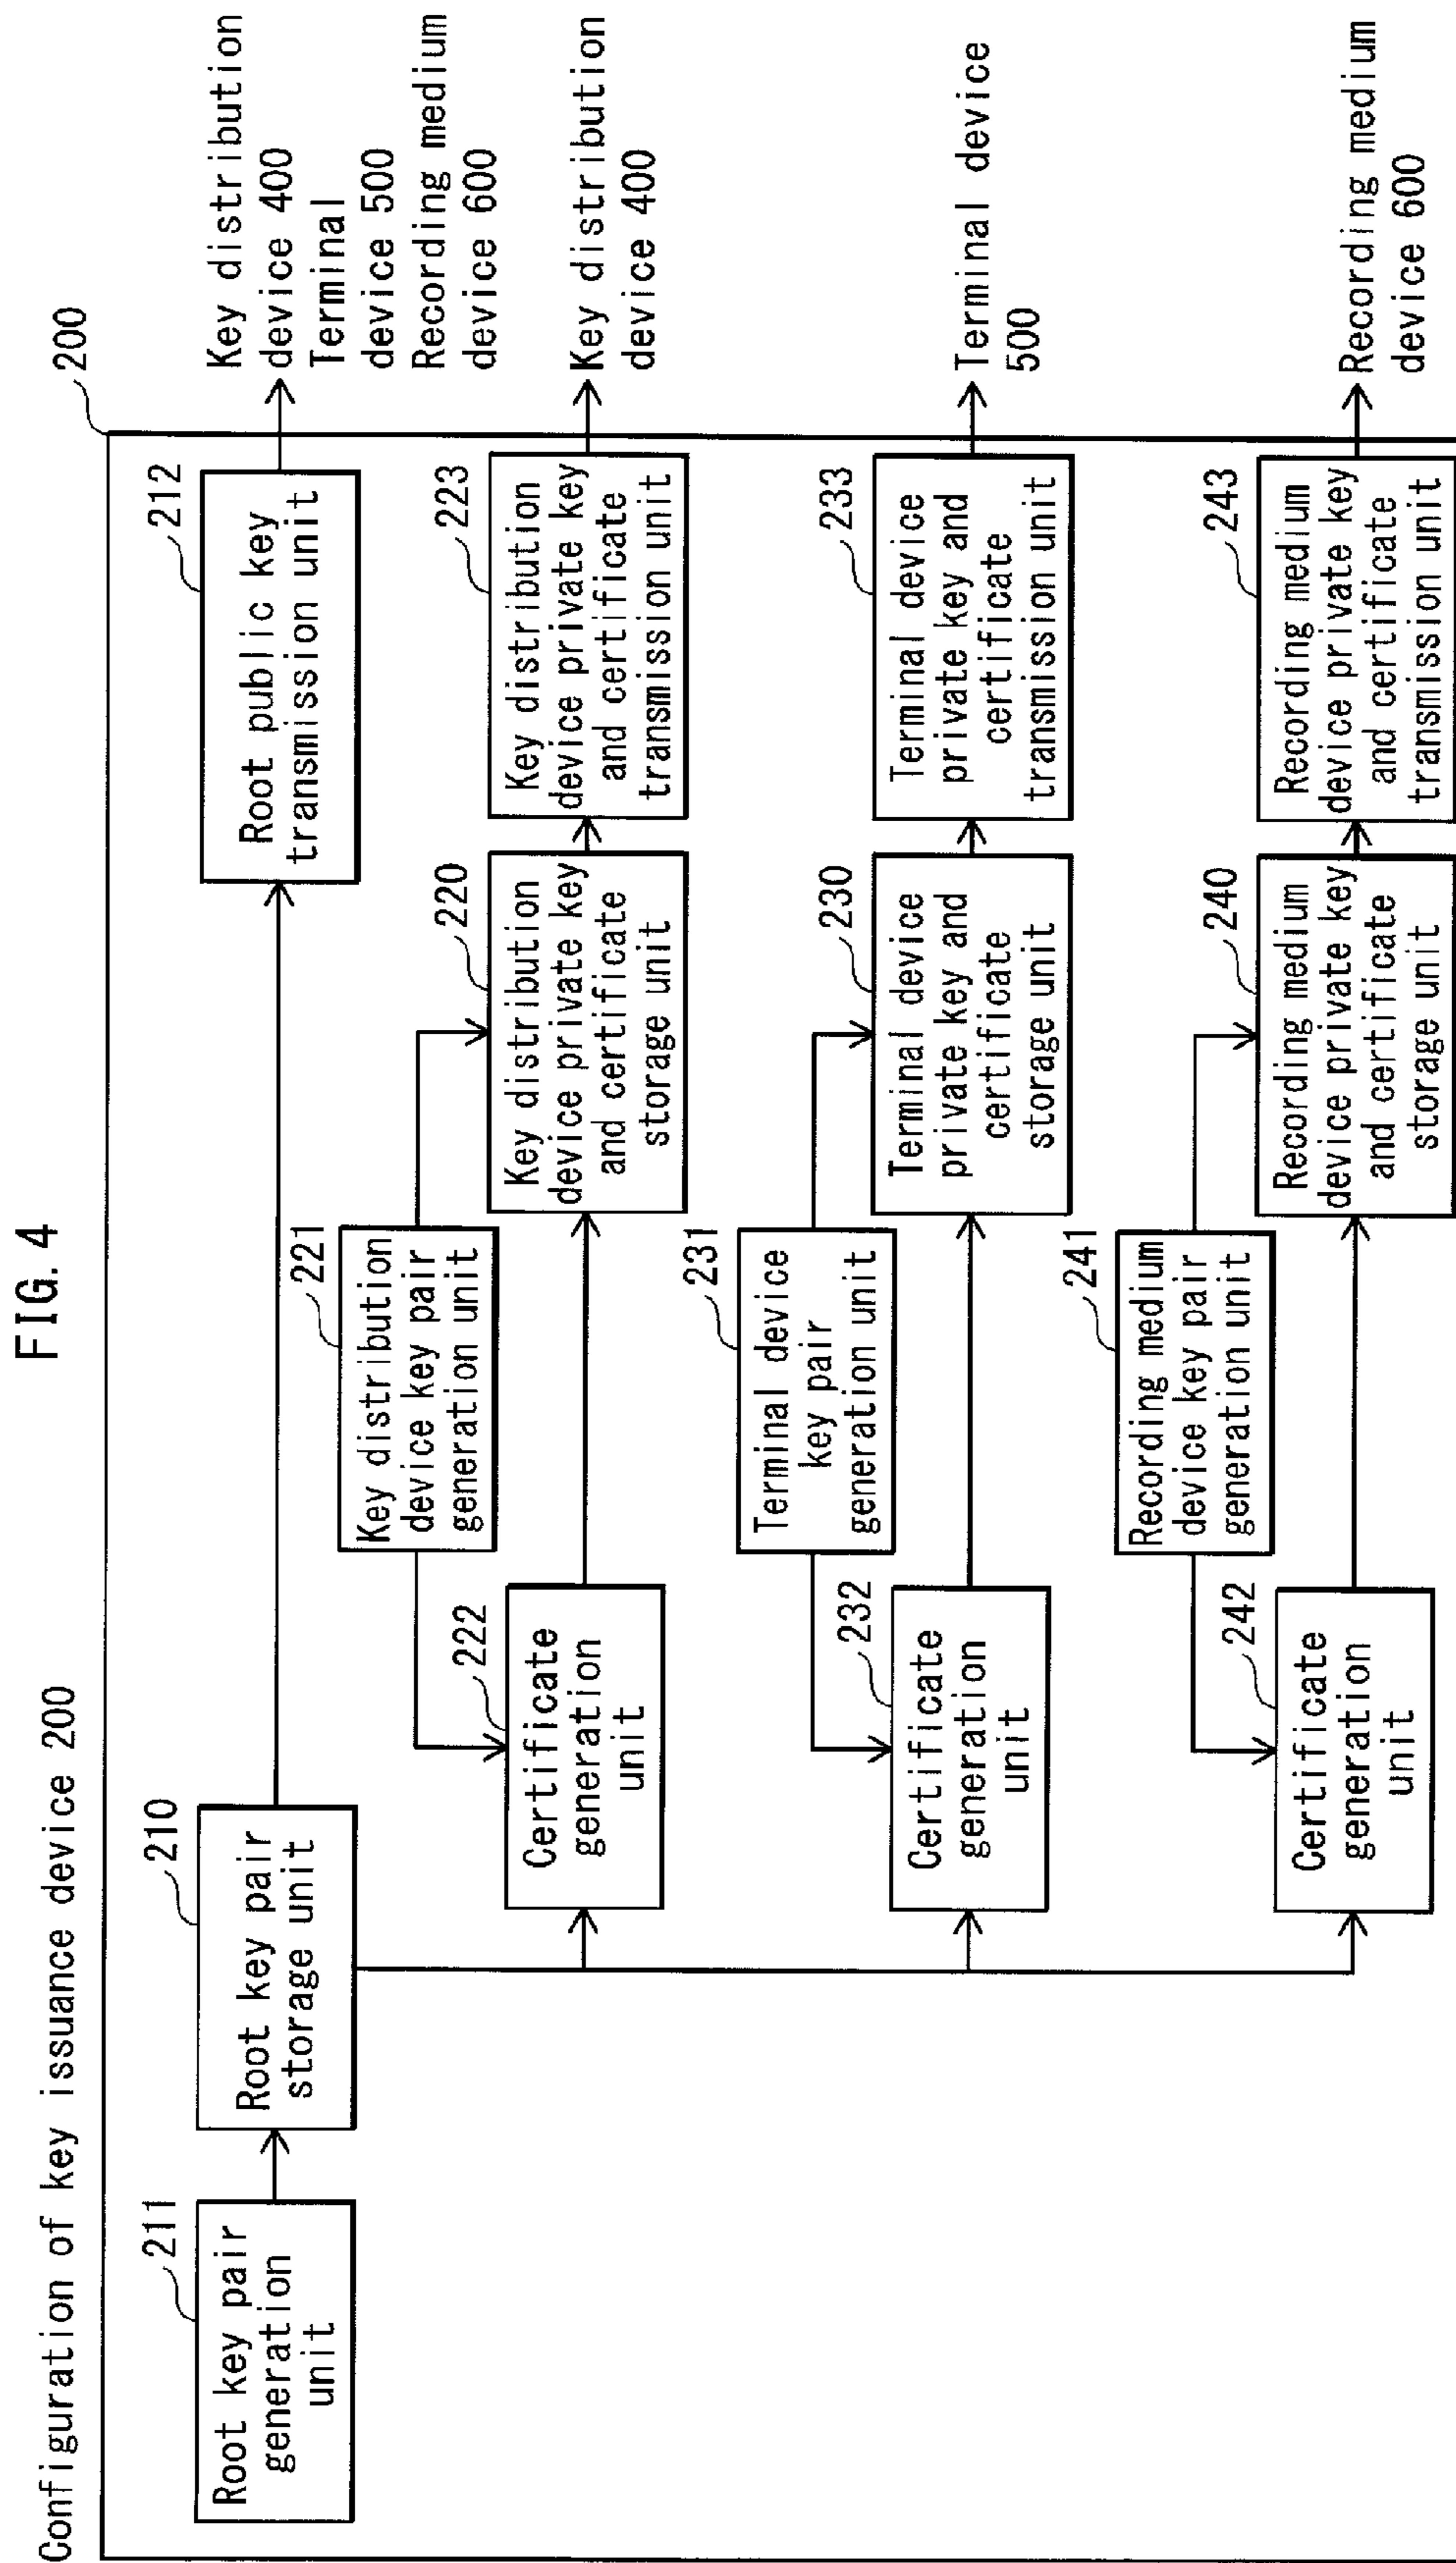 FIG. 4
Configuration of key issuance device 200
200
211
Root key pair
generation
unit
210
Root key pair
storage unit
212
Root public key
transmission unit
Key distribution
device 400
Terminal
device 500
Recording medium
device 600
221
Key distribution
device key pair
generation unit
222
Certificate
generation
unit
220
Key distribution
device private key
and certificate
storage unit
223
Key distribution
device private key
and certificate
transmission unit
Key distribution
device 400
231
Terminal device
key pair
generation unit
232
Certificate
generation
unit
230
Terminal device
private key and
certificate
storage unit
233
Terminal device
private key and
certificate
transmission unit
Terminal device
500
241
Recording medium
device key pair
generation unit
242
Certificate
generation
unit
240
Recording medium
device private key
and certificate
storage unit
243
Recording medium
device private key
and certificate
transmission unit
Recording medium
device 600